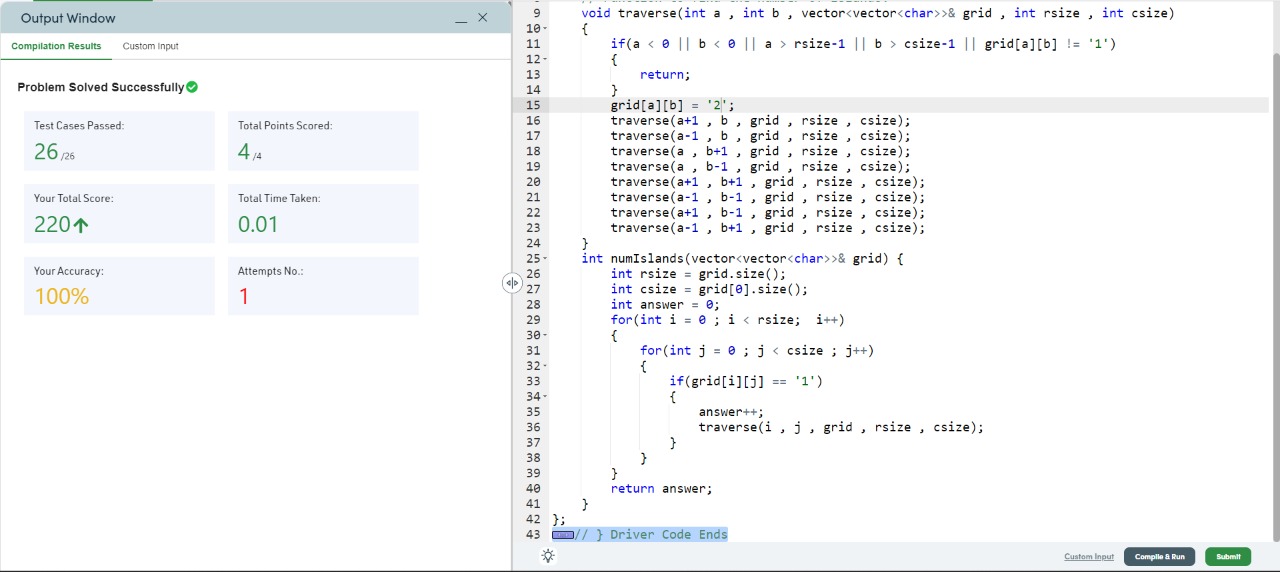 Output Window
Compilation Results Custom Input
Problem Solved Successfully
Test Cases Passed: Total Points Scored:
26 /26 4 /4
Your Total Score: Total Time Taken:
220 0.01
Your Accuracy: Attempts No.:
100% 1
9 void traverse(int a , int b , vector<vector<char>>& grid , int rsize , int csize)
10 {
11 if(a < 0 || b < 0 || a > rsize-1 || b > csize-1 || grid[a][b] != '1')
12 {
13 return;
14 }
15 grid[a][b] = '2';
16 traverse(a+1 , b , grid , rsize , csize);
17 traverse(a-1 , b , grid , rsize , csize);
18 traverse(a , b+1 , grid , rsize , csize);
19 traverse(a , b-1 , grid , rsize , csize);
20 traverse(a+1 , b+1 , grid , rsize , csize);
21 traverse(a-1 , b-1 , grid , rsize , csize);
22 traverse(a+1 , b-1 , grid , rsize , csize);
23 traverse(a-1 , b+1 , grid , rsize , csize);
24 }
25 int numIslands(vector<vector<char>>& grid) {
26 int rsize = grid.size();
27 int csize = grid[0].size();
28 int answer = 0;
29 for(int i = 0 ; i < rsize; i++)
30 {
31 for(int j = 0 ; j < csize ; j++)
32 {
33 if(grid[i][j] == '1')
34 {
35 answer++;
36 traverse(i , j , grid , rsize , csize);
37 }
38 }
39 }
40 return answer;
41 }
42 };
43 // } Driver Code Ends
Custom Input Compile & Run Submit